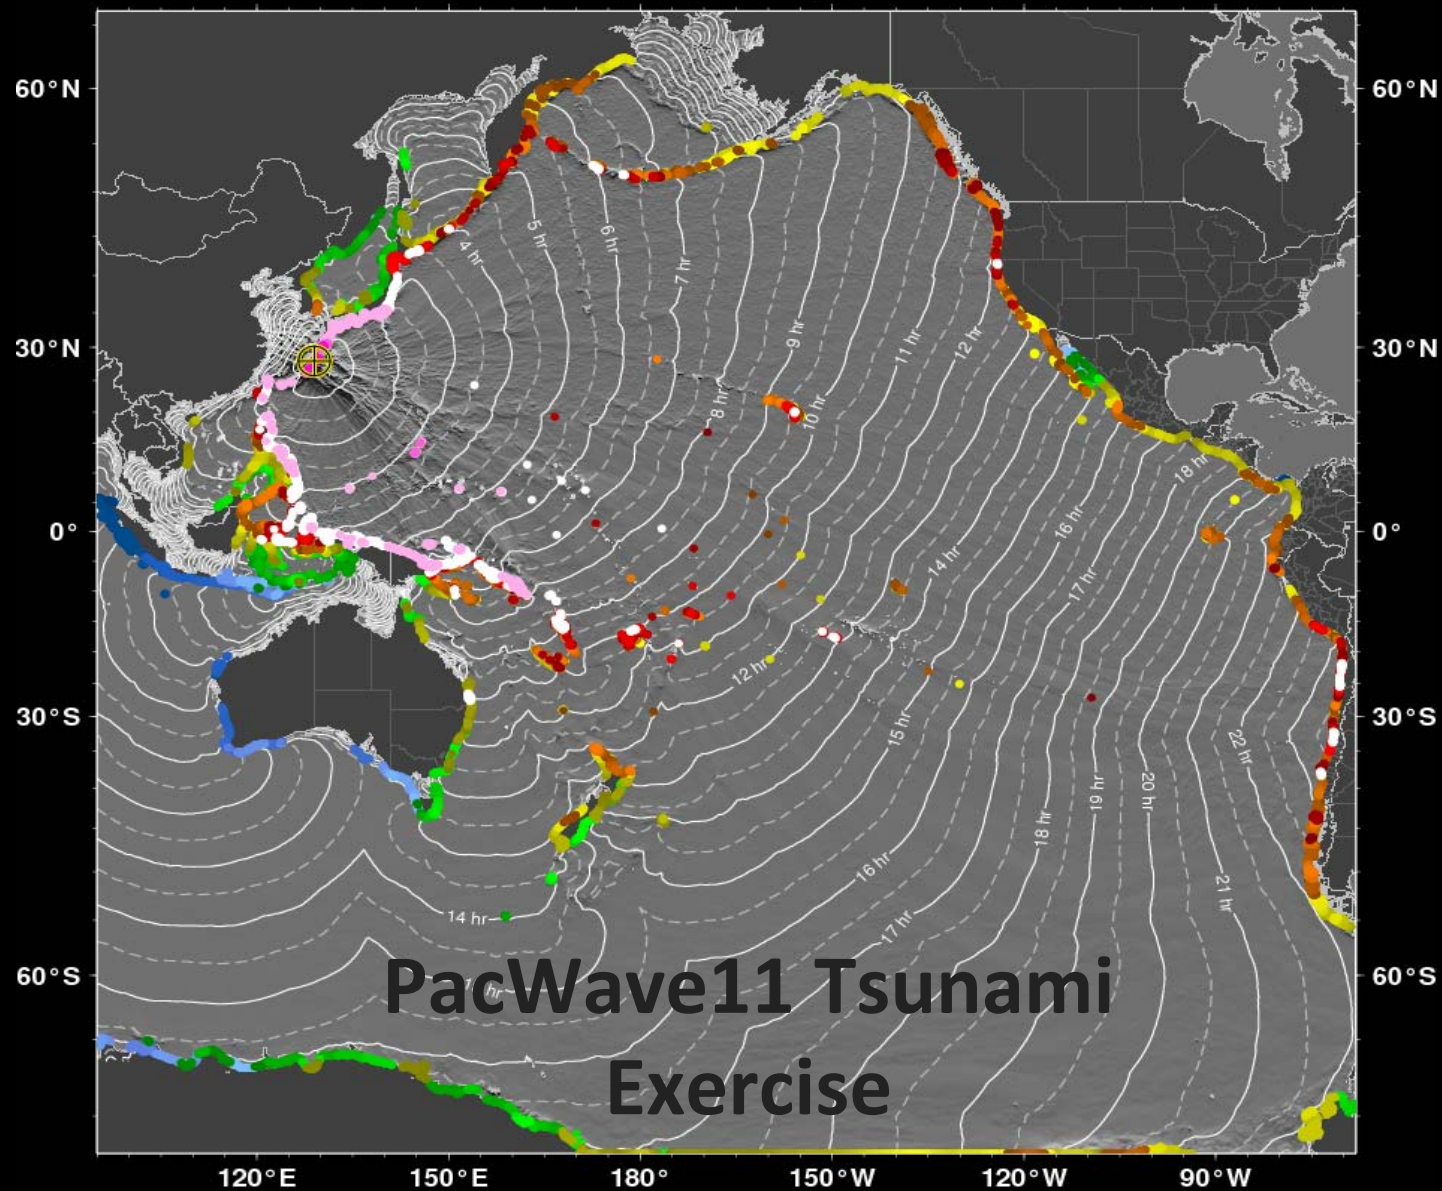 60°N
60°N
5 hr
6 hr
4 hr
7 hr
30°N
9 hr
11 hr
12 hr
30°N
8 hr
10 hr
18 hr
0°
16 hr
0°
14 hr
17 hr
12 hr
30°S
15 hr
30°S
22 hr
19 hr
20 hr
18 hr
16 hr
21 hr
14 hr
17 hr
60°S
60°S
PacWave11 Tsunami
Exercise
120°E
150°E
180°
150°W
120°W
90°W